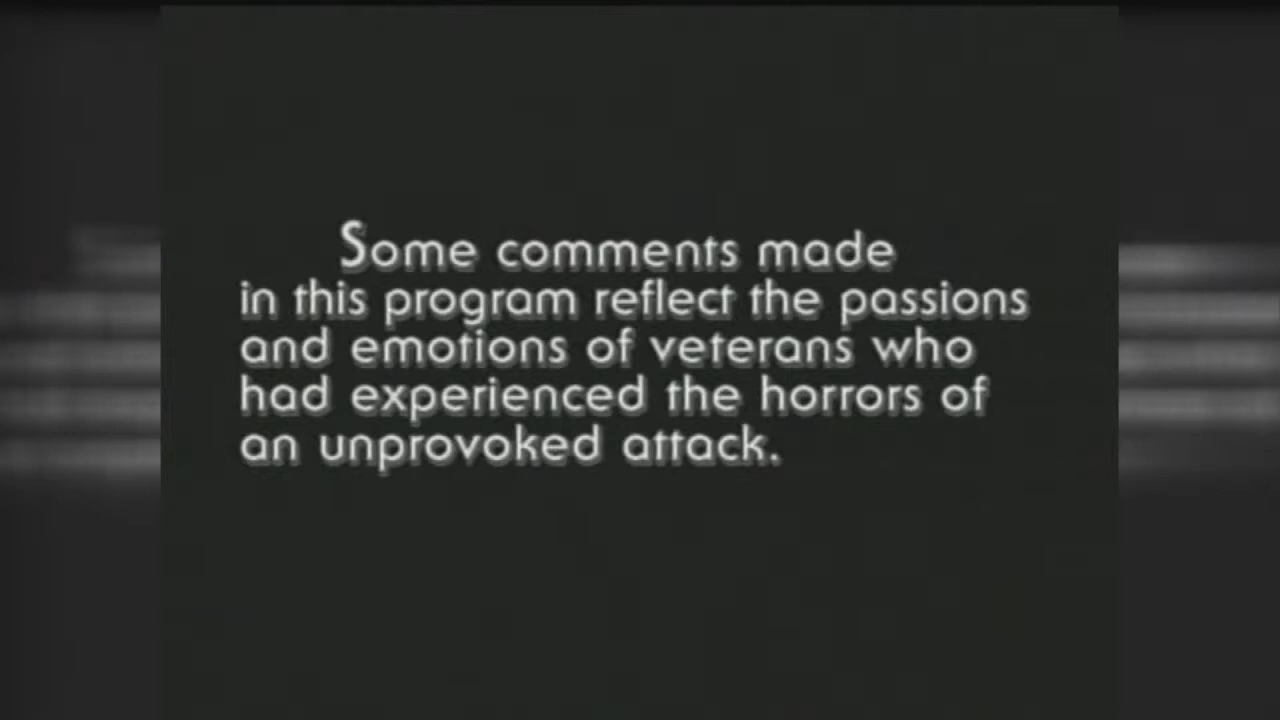 Some comments made
in this program reflect the passions
and emotions of veterans who
had experienced the horrors of
an unprovoked attack.